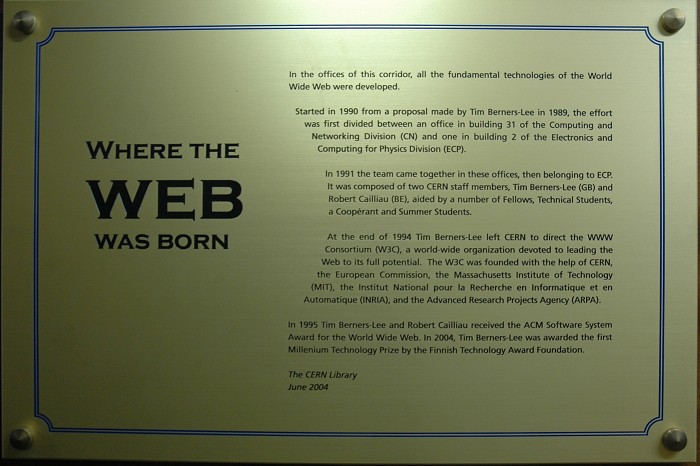 WHERE THE
WEB
WAS BORN
In the offices of this corridor, all the fundamental technologies of the World
Wide Web were developed.
Started in 1990 from a proposal made by Tim Berners-Lee in 1989, the effort
was first divided between an office in building 31 of the Computing and
Networking Division (CN) and one in building 2 of the Electronics and
Computing for Physics Division (ECP).
In 1991 the team came together in these offices, then belonging to ECP.
It was composed of two CERN staff members, Tim Berners-Lee (GB) and
Robert Cailliau (BE), aided by a number of Fellows, Technical Students,
a Coopérant and Summer Students.
At the end of 1994 Tim Berners-Lee left CERN to direct the WWW
Consortium (W3C), a world-wide organization devoted to leading the
Web to its full potential. The W3C was founded with the help of CERN,
the European Commission, the Massachusetts Institute of Technology
(MIT), the Institut National pour la Recherche en Informatique et en
Automatique (INRIA), and the Advanced Research Projects Agency (ARPA).
In 1995 Tim Berners-Lee and Robert Cailliau received the ACM Software System
Award for the World Wide Web. In 2004, Tim Berners-Lee was awarded the first
Millenium Technology Prize by the Finnish Technology Award Foundation.
The CERN Library
June 2004